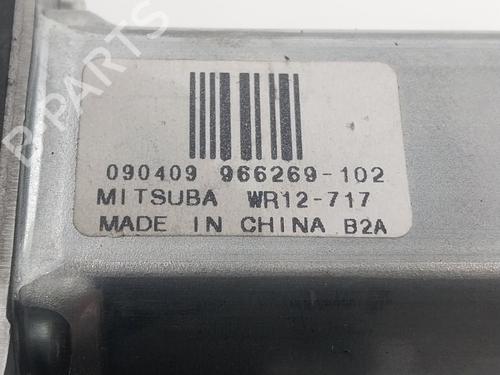 B-PARTS
090409 966269-102
MITSUBA WR12-717
MADE IN CHINA B2A